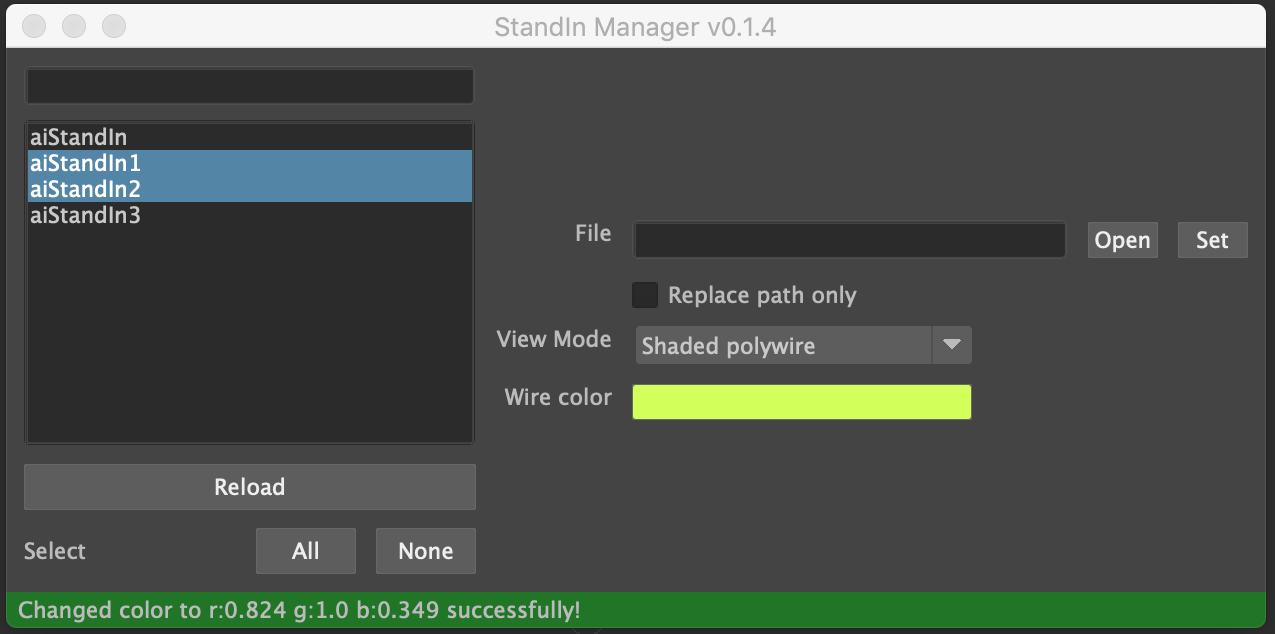 StandIn Manager v0.1.4
aiStandIn
aiStandIn1
aiStandIn2
aiStandIn3
File
Open
Set
Replace path only
View Mode
Shaded polywire
Wire color
Reload
Select
All
None
Changed color to r:0.824 g:1.0 b:0.349 successfully!